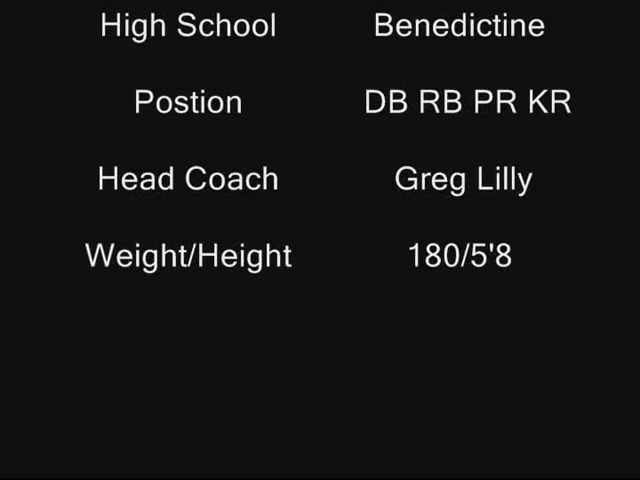 High School Benedictine
Postion DB RB PR KR
Head Coach Greg Lilly
Weight/Height 180/5'8